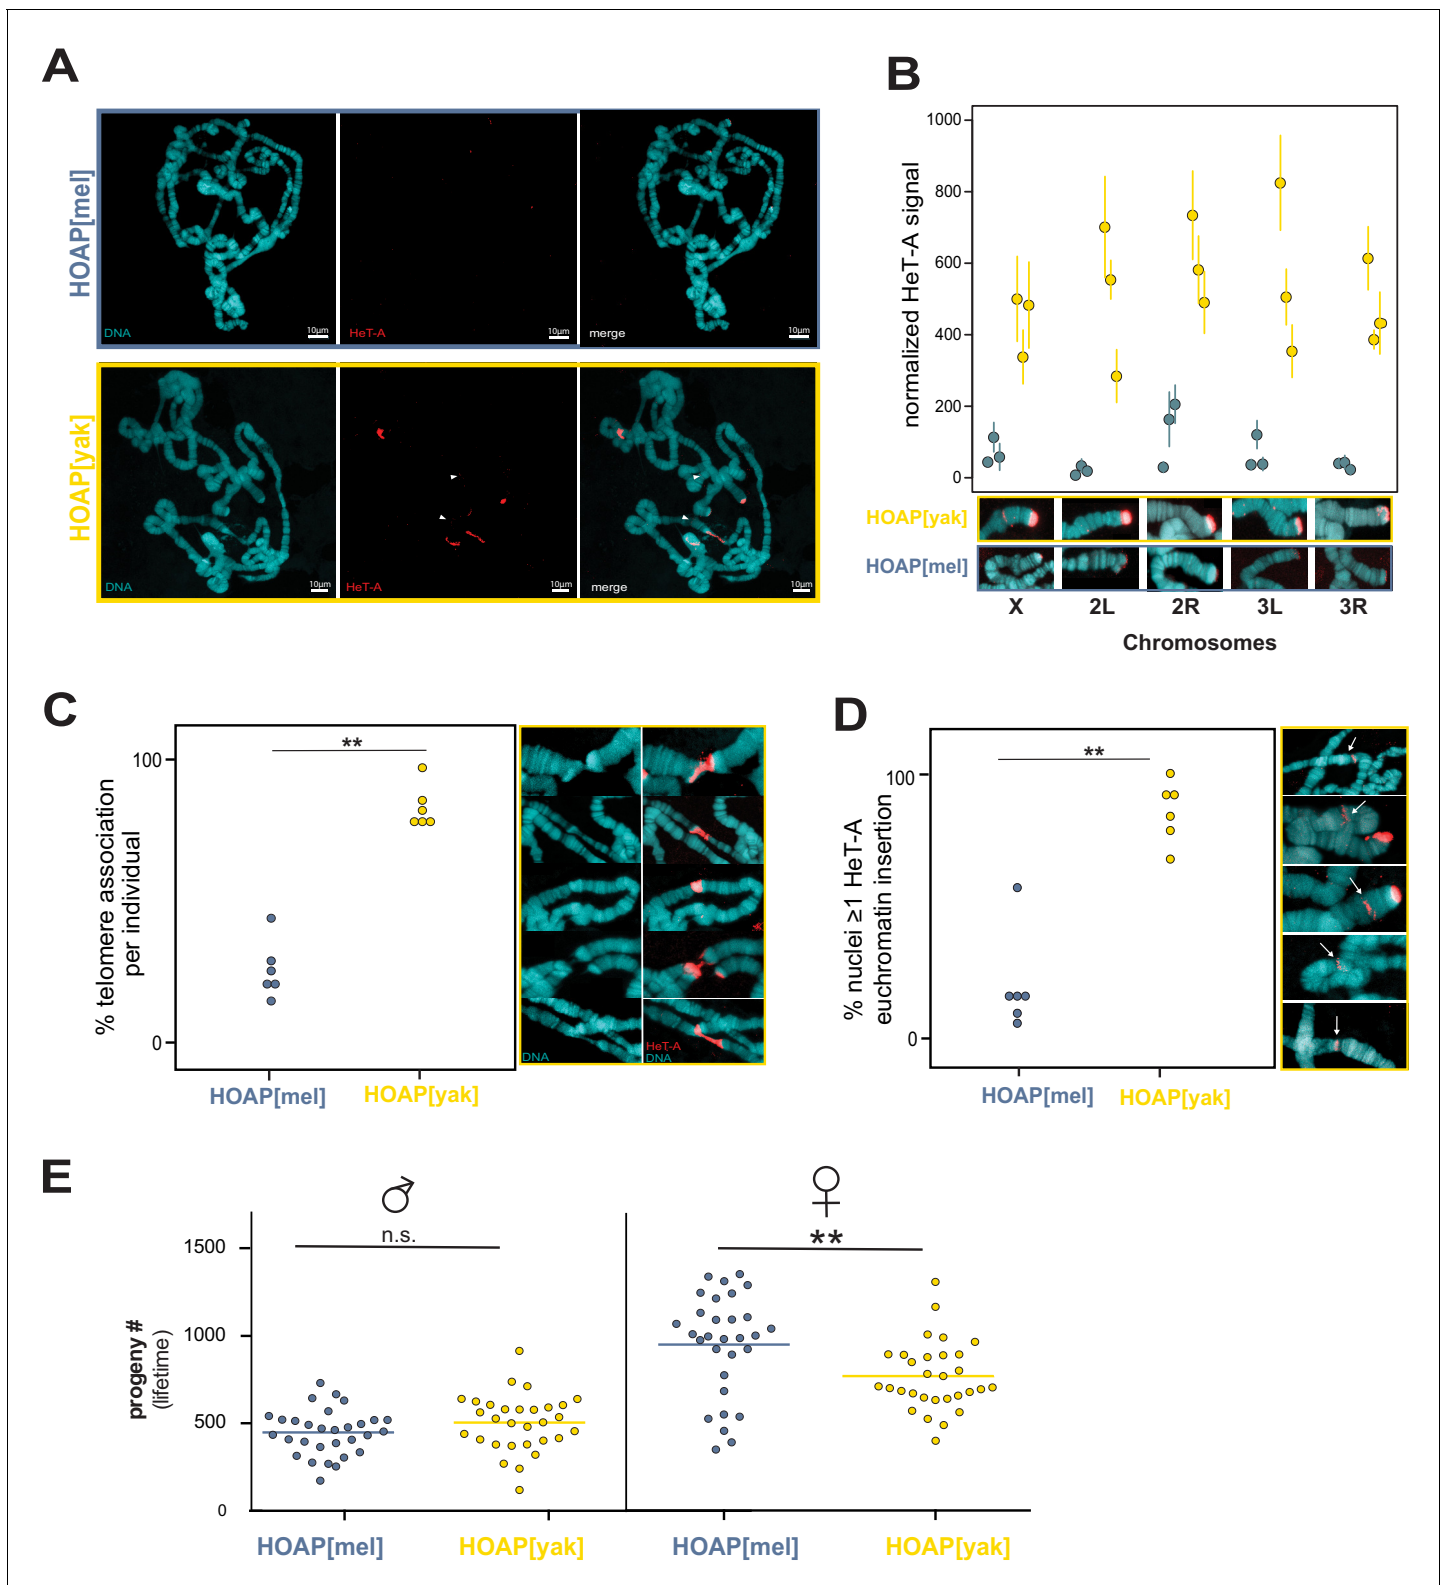 A
HOAP[mel]
DNA
10µm
HeT-A
10µm
merge
10µm
HOAP[yak]
DNA
10µm
HeT-A
10µm
merge
10µm
B
normalized HeT-A signal
1000
800
600
400
200
0
HOAP[yak]
HOAP[mel]
X 2L 2R 3L 3R
Chromosomes
C
% telomere association
per individual
100
0
**
HOAP[mel] HOAP[yak]
DNA
HeT-A
DNA
D
% nuclei ≥1 HeT-A
euchromatin insertion
100
0
**
HOAP[mel] HOAP[yak]
E
♂
♀
n.s.
**
progeny #
(lifetime)
1500
1000
500
0
HOAP[mel] HOAP[yak] HOAP[mel] HOAP[yak]